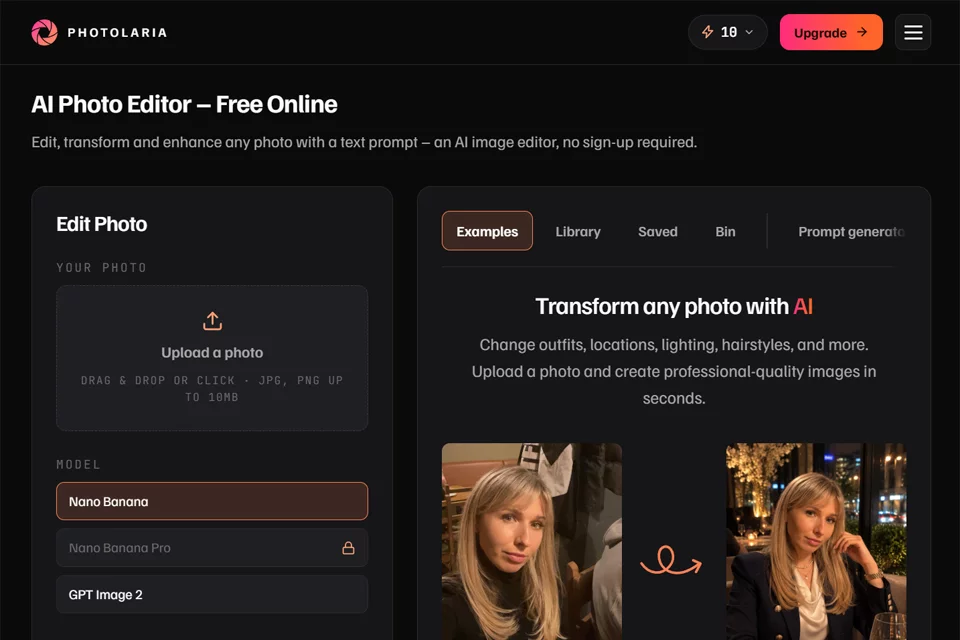 PHOTOLARIA
10
Upgrade
AI Photo Editor – Free Online
Edit, transform and enhance any photo with a text prompt – an AI image editor, no sign-up required.
Edit Photo
YOUR PHOTO
Upload a photo
DRAG & DROP OR CLICK · JPG, PNG UP
TO 10MB
MODEL
Nano Banana
Nano Banana Pro
GPT Image 2
Examples
Library
Saved
Bin
Prompt generato
Transform any photo with AI
Change outfits, locations, lighting, hairstyles, and more.
Upload a photo and create professional-quality images in
seconds.